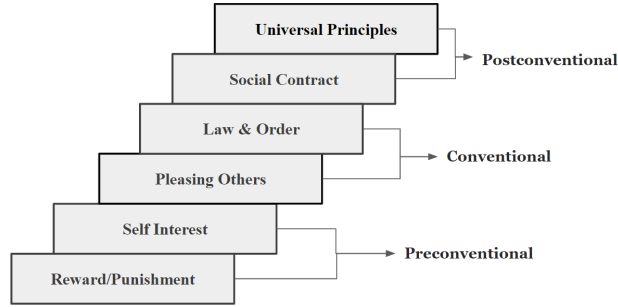 Universal Principles
Postconventional
Social Contract
Law & Order
Conventional
Pleasing Others
Self Interest
Preconventional
Reward/Punishment